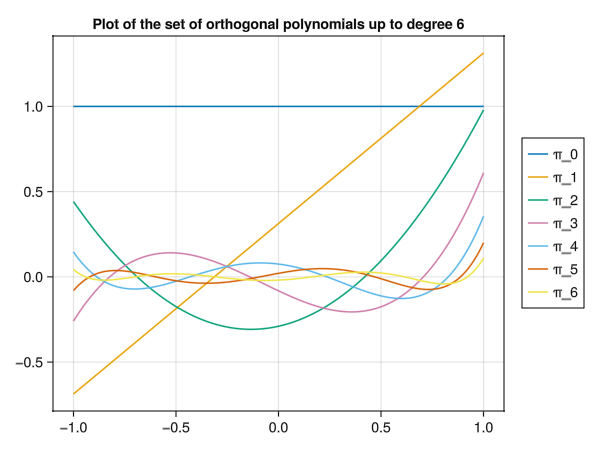 Plot of the set of orthogonal polynomials up to degree 6
1.0
0.5
0.0
−0.5
−1.0
−0.5
0.0
0.5
1.0
π_0
π_1
π_2
π_3
π_4
π_5
π_6